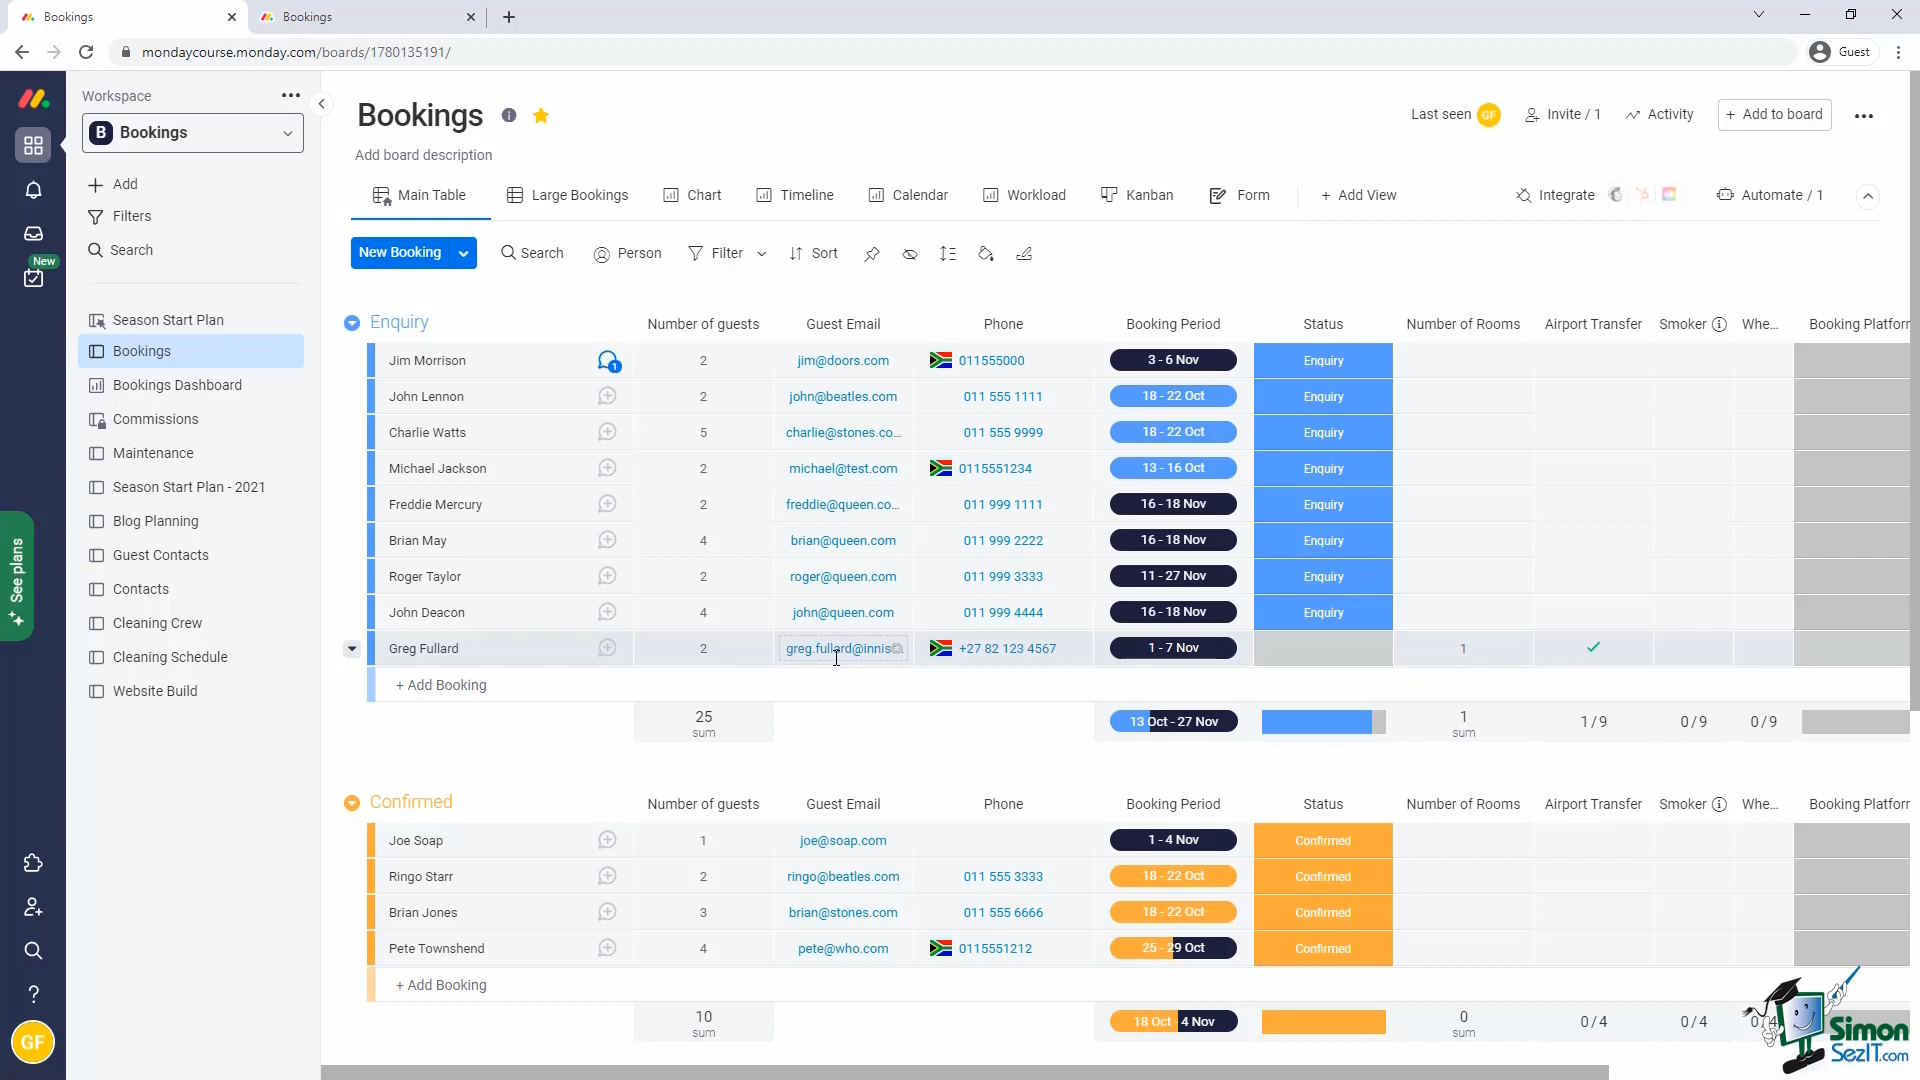 Bookings
Bookings
mondaycourse.monday.com/boards/1780135191/
Guest
Workspace
B Bookings
Add
Filters
Search
New
Season Start Plan
Bookings
Bookings Dashboard
Commissions
Maintenance
Season Start Plan - 2021
Blog Planning
Guest Contacts
Contacts
Cleaning Crew
Cleaning Schedule
Website Build
See plans
GF
Bookings
Last seen GF
Invite / 1
Activity
+ Add to board
Add board description
Main Table
Large Bookings
Chart
Timeline
Calendar
Workload
Kanban
Form
+ Add View
Integrate
Automate / 1
New Booking
Search
Person
Filter
Sort
Enquiry Number of guests Guest Email Phone Booking Period Status Number of Rooms Airport Transfer Smoker Whe... Booking Platform
Jim Morrison 1 2 jim@doors.com 011555000 3 - 6 Nov Enquiry
John Lennon 2 john@beatles.com 011 555 1111 18 - 22 Oct Enquiry
Charlie Watts 5 charlie@stones.co... 011 555 9999 18 - 22 Oct Enquiry
Michael Jackson 2 michael@test.com 0115551234 13 - 16 Oct Enquiry
Freddie Mercury 2 freddie@queen.co... 011 999 1111 16 - 18 Nov Enquiry
Brian May 4 brian@queen.com 011 999 2222 16 - 18 Nov Enquiry
Roger Taylor 2 roger@queen.com 011 999 3333 11 - 27 Nov Enquiry
John Deacon 4 john@queen.com 011 999 4444 16 - 18 Nov Enquiry
Greg Fullard 2 greg.fullard@innis... +27 82 123 4567 1 - 7 Nov 1
+ Add Booking
25 13 Oct - 27 Nov 1 1 / 9 0 / 9 0 / 9
sum sum
Confirmed Number of guests Guest Email Phone Booking Period Status Number of Rooms Airport Transfer Smoker Whe... Booking Platform
Joe Soap 1 joe@soap.com 1 - 4 Nov Confirmed
Ringo Starr 2 ringo@beatles.com 011 555 3333 18 - 22 Oct Confirmed
Brian Jones 3 brian@stones.com 011 555 6666 18 - 22 Oct Confirmed
Pete Townshend 4 pete@who.com 0115551212 25 - 29 Oct Confirmed
+ Add Booking
10 18 Oct - 4 Nov 0 0 / 4 0 / 4 0 / 4
sum sum
Simon
SezIT.com